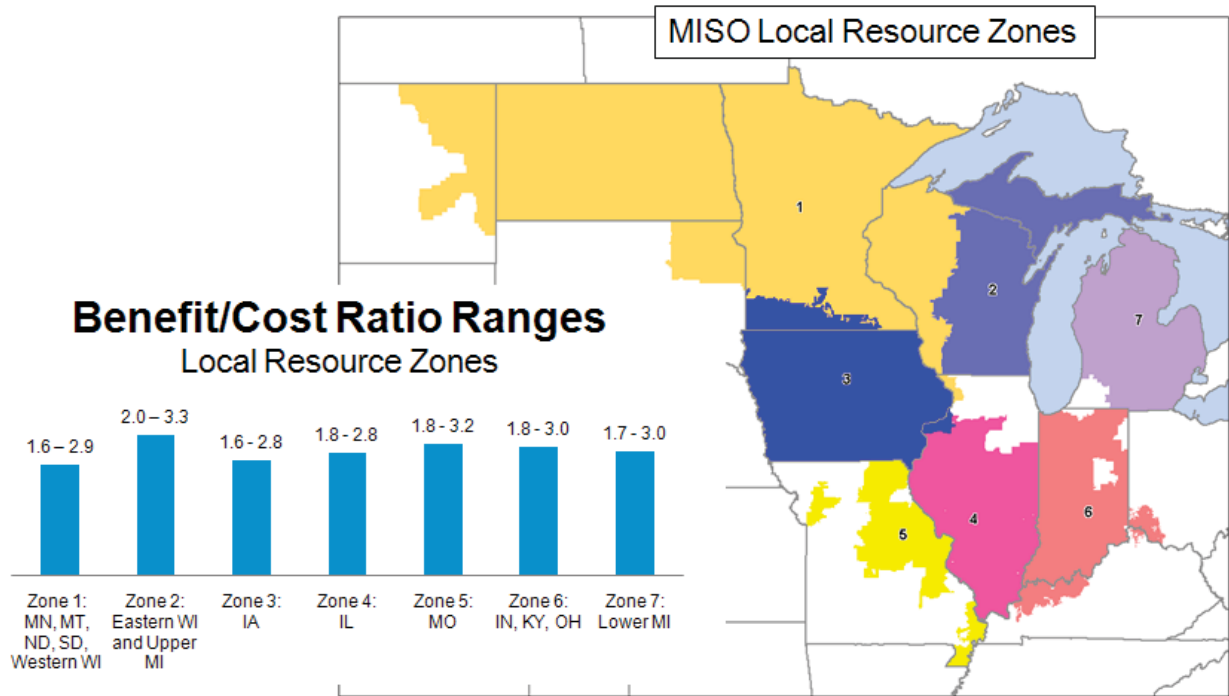 MISO Local Resource Zones
1
2
7
3
4
6
5
Benefit/Cost Ratio Ranges
Local Resource Zones
1.6 – 2.9
2.0 – 3.3
1.6 - 2.8
1.8 - 2.8
1.8 - 3.2
1.8 - 3.0
1.7 - 3.0
Zone 1:
MN, MT,
ND, SD,
Western WI
Zone 2:
Eastern WI
and Upper
MI
Zone 3:
IA
Zone 4:
IL
Zone 5:
MO
Zone 6:
IN, KY, OH
Zone 7:
Lower MI